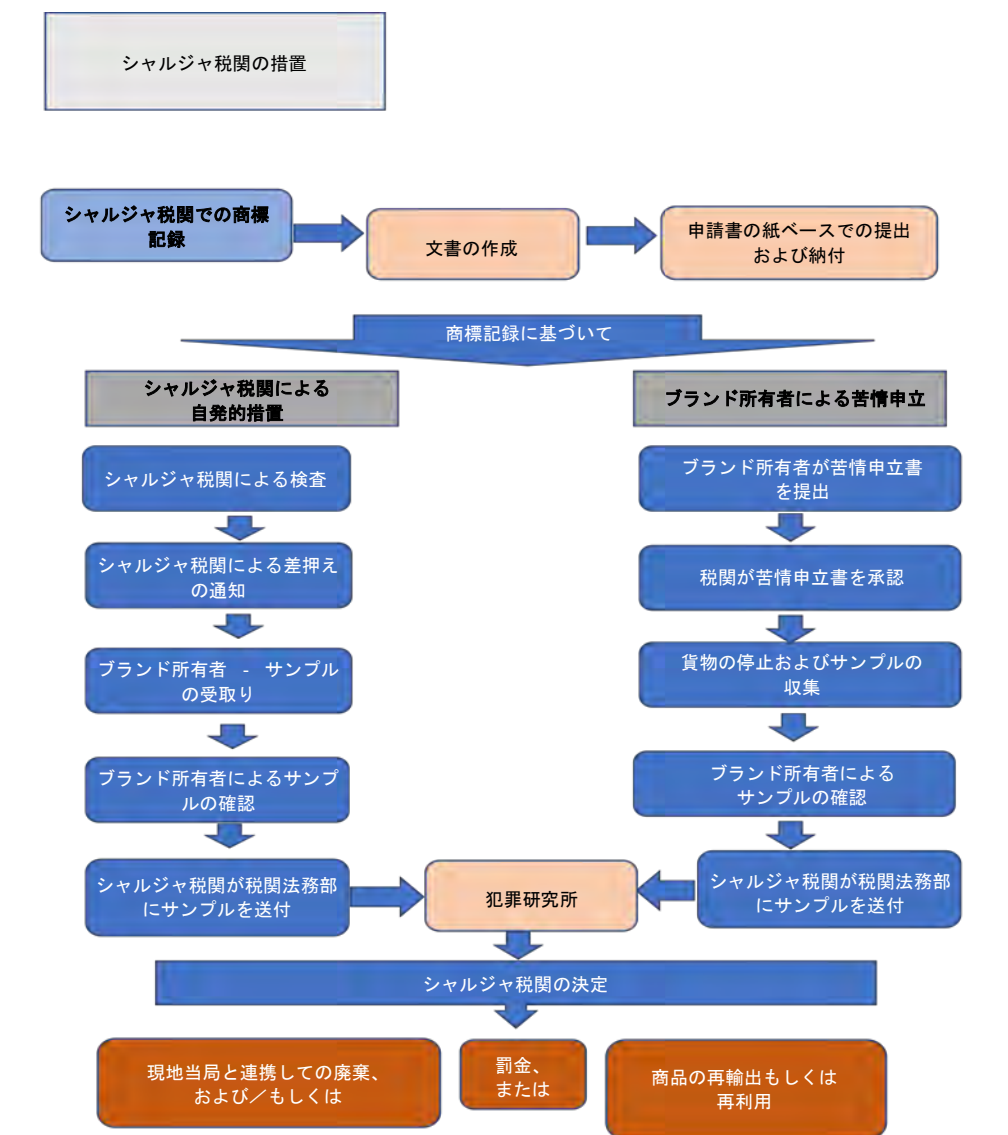 シャルジャ税関の措置
シャルジャ税関での商標
記録
文書の作成
申請書の紙ベースでの提出
および納付
商標記録に基づいて
シャルジャ税関による
自発的措置
シャルジャ税関による検査
シャルジャ税関による差押え
の通知
ブランド所有者 - サンプル
の受取り
ブランド所有者によるサンプ
ルの確認
シャルジャ税関が税関法務部
にサンプルを送付
ブランド所有者による苦情申立
ブランド所有者が苦情申立書
を提出
税関が苦情申立書を承認
貨物の停止およびサンプルの
収集
ブランド所有者による
サンプルの確認
シャルジャ税関が税関法務部
にサンプルを送付
犯罪研究所
シャルジャ税関の決定
現地当局と連携しての廃棄、
および/もしくは
罰金、
または
商品の再輸出もしくは
再利用